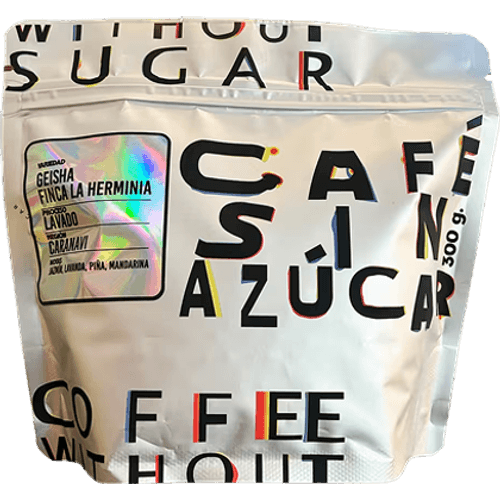 WITHOUT
SUGAR
VARIEDAD
GEISHA
FINCA LA HERMINIA
PROCESO
LAVADO
REGIÓN
CARANAVI
NOTAS
JAZMÍN, LAVANDA, PIÑA, MANDARINA
CAFÉ
SIN
AZÚCAR
300 g.
COFFEE
WITHOUT